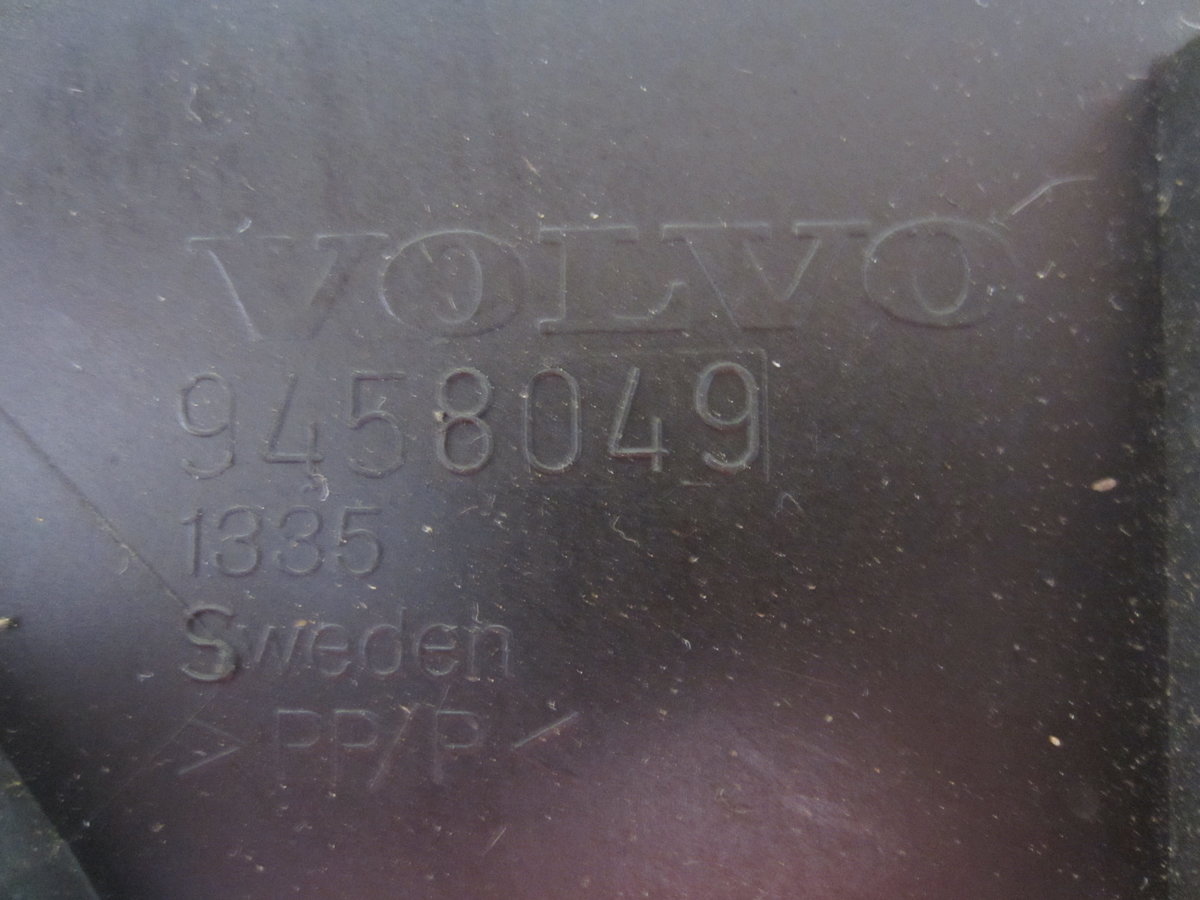 VOLVO
9458049
1335
Sweden
>PP/P<